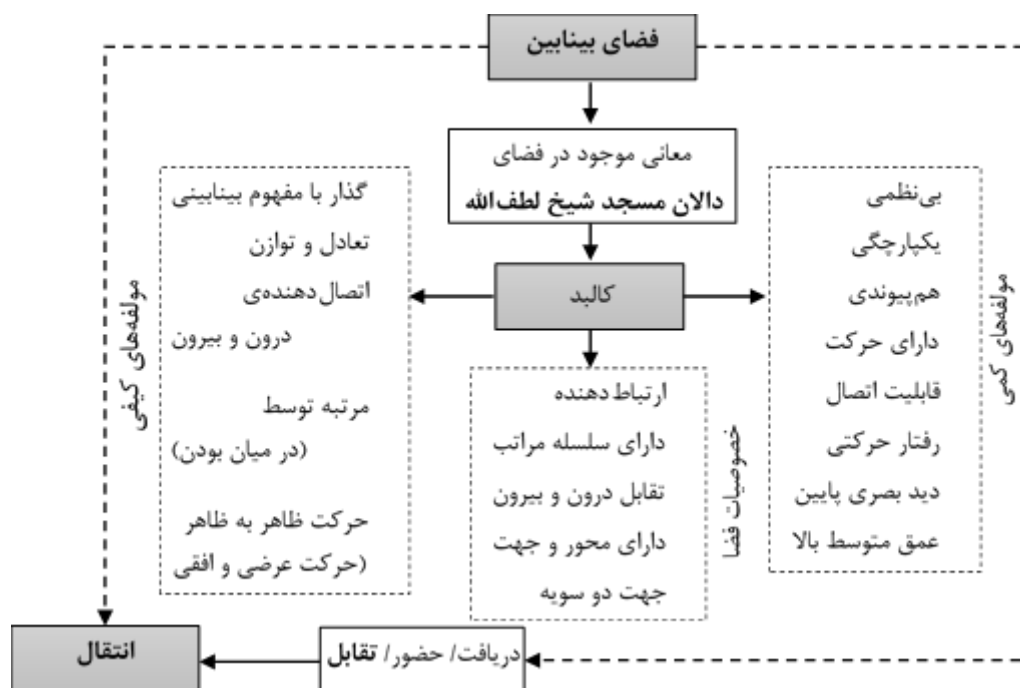 فضای بینابین
معانی موجود در فضای
دالان مسجد شیخ لطف‌الله
کالبد
بی‌نظمی
یکپارچگی
هم‌پیوندی
دارای حرکت
قابلیت اتصال
رفتار حرکتی
دید بصری پایین
عمق متوسط بالا
مولفه‌های کمی
ارتباط‌دهنده
دارای سلسله مراتب
تقابل درون و بیرون
دارای محور و جهت
جهت دو سویه
خصوصیات فضا
گذار با مفهوم بینابینی
تعادل و توازن
اتصال‌دهنده‌ی
درون و بیرون
مرتبه توسط
(در میان بودن)
حرکت ظاهر به ظاهر
(حرکت عرضی و افقی
مولفه‌های کیفی
دریافت/ حضور/ تقابل
انتقال